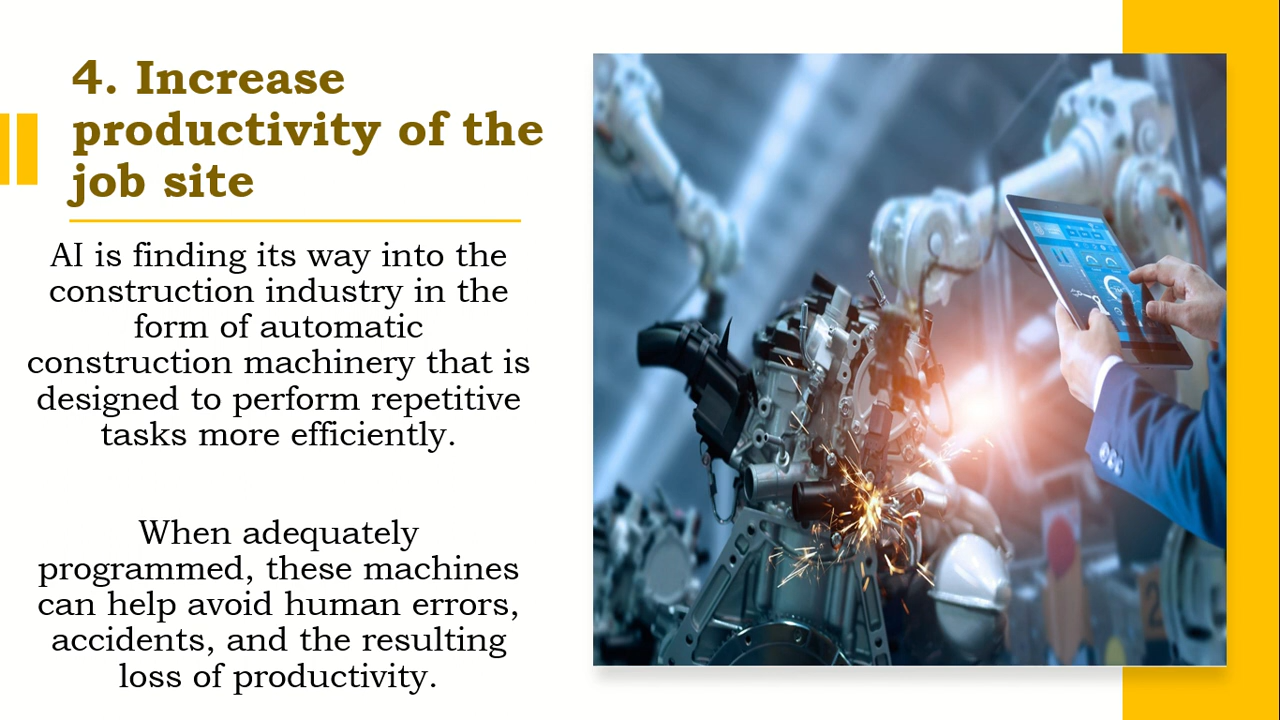 4. Increase
productivity of the
job site
AI is finding its way into the
construction industry in the
form of automatic
construction machinery that is
designed to perform repetitive
tasks more efficiently.
When adequately
programmed, these machines
can help avoid human errors,
accidents, and the resulting
loss of productivity.